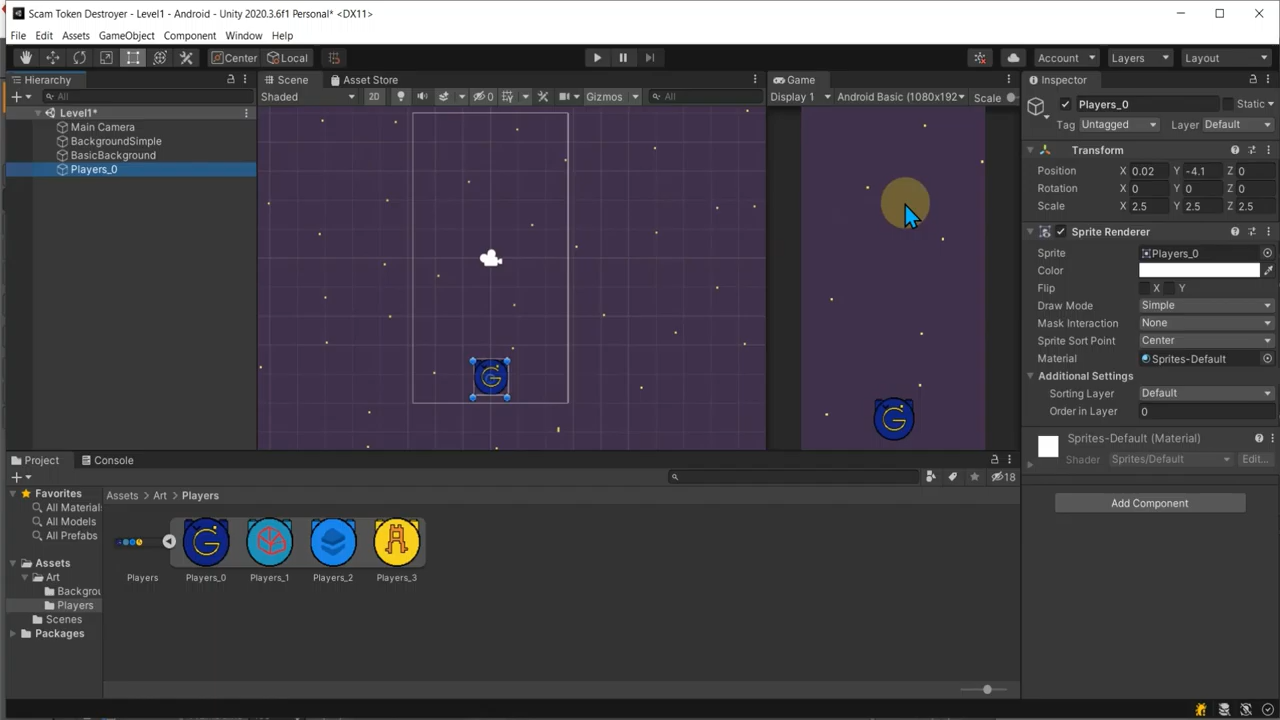 Scam Token Destroyer - Level1 - Android - Unity 2020.3.6f1 Personal* <DX11>
File Edit Assets GameObject Component Window Help
Center Local Account Layers Layout
Hierarchy Scene Asset Store Game Inspector
All Shaded 2D 0 Gizmos All Display 1 Android Basic (1080x192 Scale
Players_0 Static
Level1*
Tag Untagged Layer Default
Main Camera
BackgroundSimple
BasicBackground
Players_0
Transform
Position X 0.02 Y -4.1 Z 0
Rotation X 0 Y 0 Z 0
Scale X 2.5 Y 2.5 Z 2.5
Sprite Renderer
Sprite Players_0
Color
Flip X Y
Draw Mode Simple
Mask Interaction None
Sprite Sort Point Center
Material Sprites-Default
Additional Settings
Sorting Layer Default
Order in Layer 0
Sprites-Default (Material)
Shader Sprites/Default Edit...
Add Component
Project Console
18
Favorites
All Materials
All Models
All Prefabs
Assets
Art
Backgrou
Players
Scenes
Packages
Assets > Art > Players
Players Players_0 Players_1 Players_2 Players_3